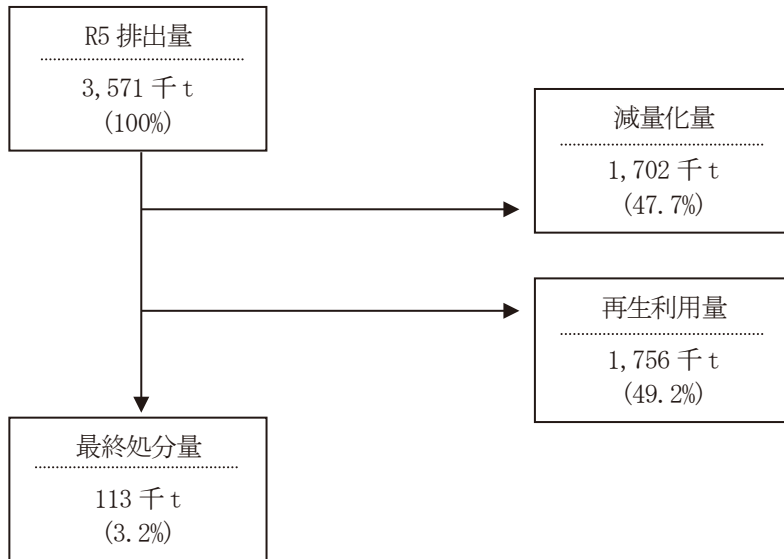 R5 排出量
3,571 千 t
(100%)
減量化量
1,702 千 t
(47.7%)
再生利用量
1,756 千 t
(49.2%)
最終処分量
113 千 t
(3.2%)